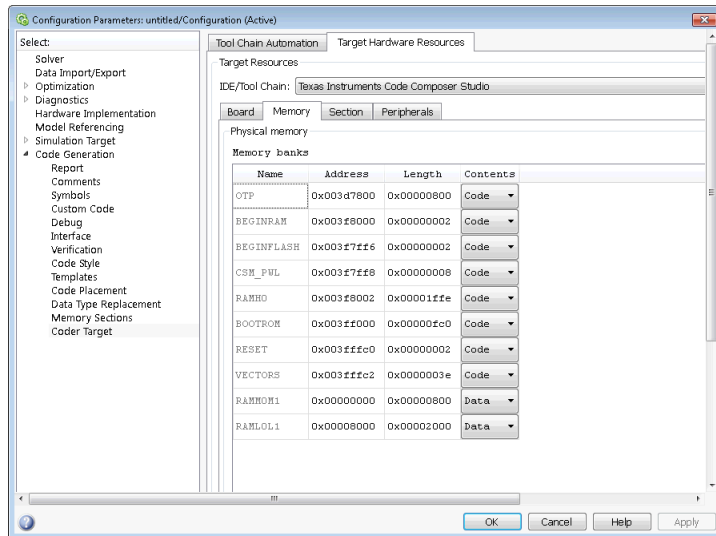 Configuration Parameters: untitled/Configuration (Active)
Select:
Solver
Data Import/Export
Optimization
Diagnostics
Hardware Implementation
Model Referencing
Simulation Target
Code Generation
Report
Comments
Symbols
Custom Code
Debug
Interface
Verification
Code Style
Templates
Code Placement
Data Type Replacement
Memory Sections
Coder Target
Tool Chain Automation Target Hardware Resources
Target Resources
IDE/Tool Chain: Texas Instruments Code Composer Studio
Board Memory Section Peripherals
Physical memory
Memory banks
Name Address Length Contents
OTP 0x003d7800 0x00000800 Code
BEGINRAM 0x003f8000 0x00000002 Code
BEGINFLASH 0x003f7ff6 0x00000002 Code
CSM_PWL 0x003f7ff8 0x00000008 Code
RAMH0 0x003f8002 0x00001ffe Code
BOOTROM 0x003ff000 0x00000fc0 Code
RESET 0x003fffc0 0x00000002 Code
VECTORS 0x003fffc2 0x0000003e Code
RAMM0M1 0x00000000 0x00000800 Data
RAML0L1 0x00008000 0x00002000 Data
OK Cancel Help Apply